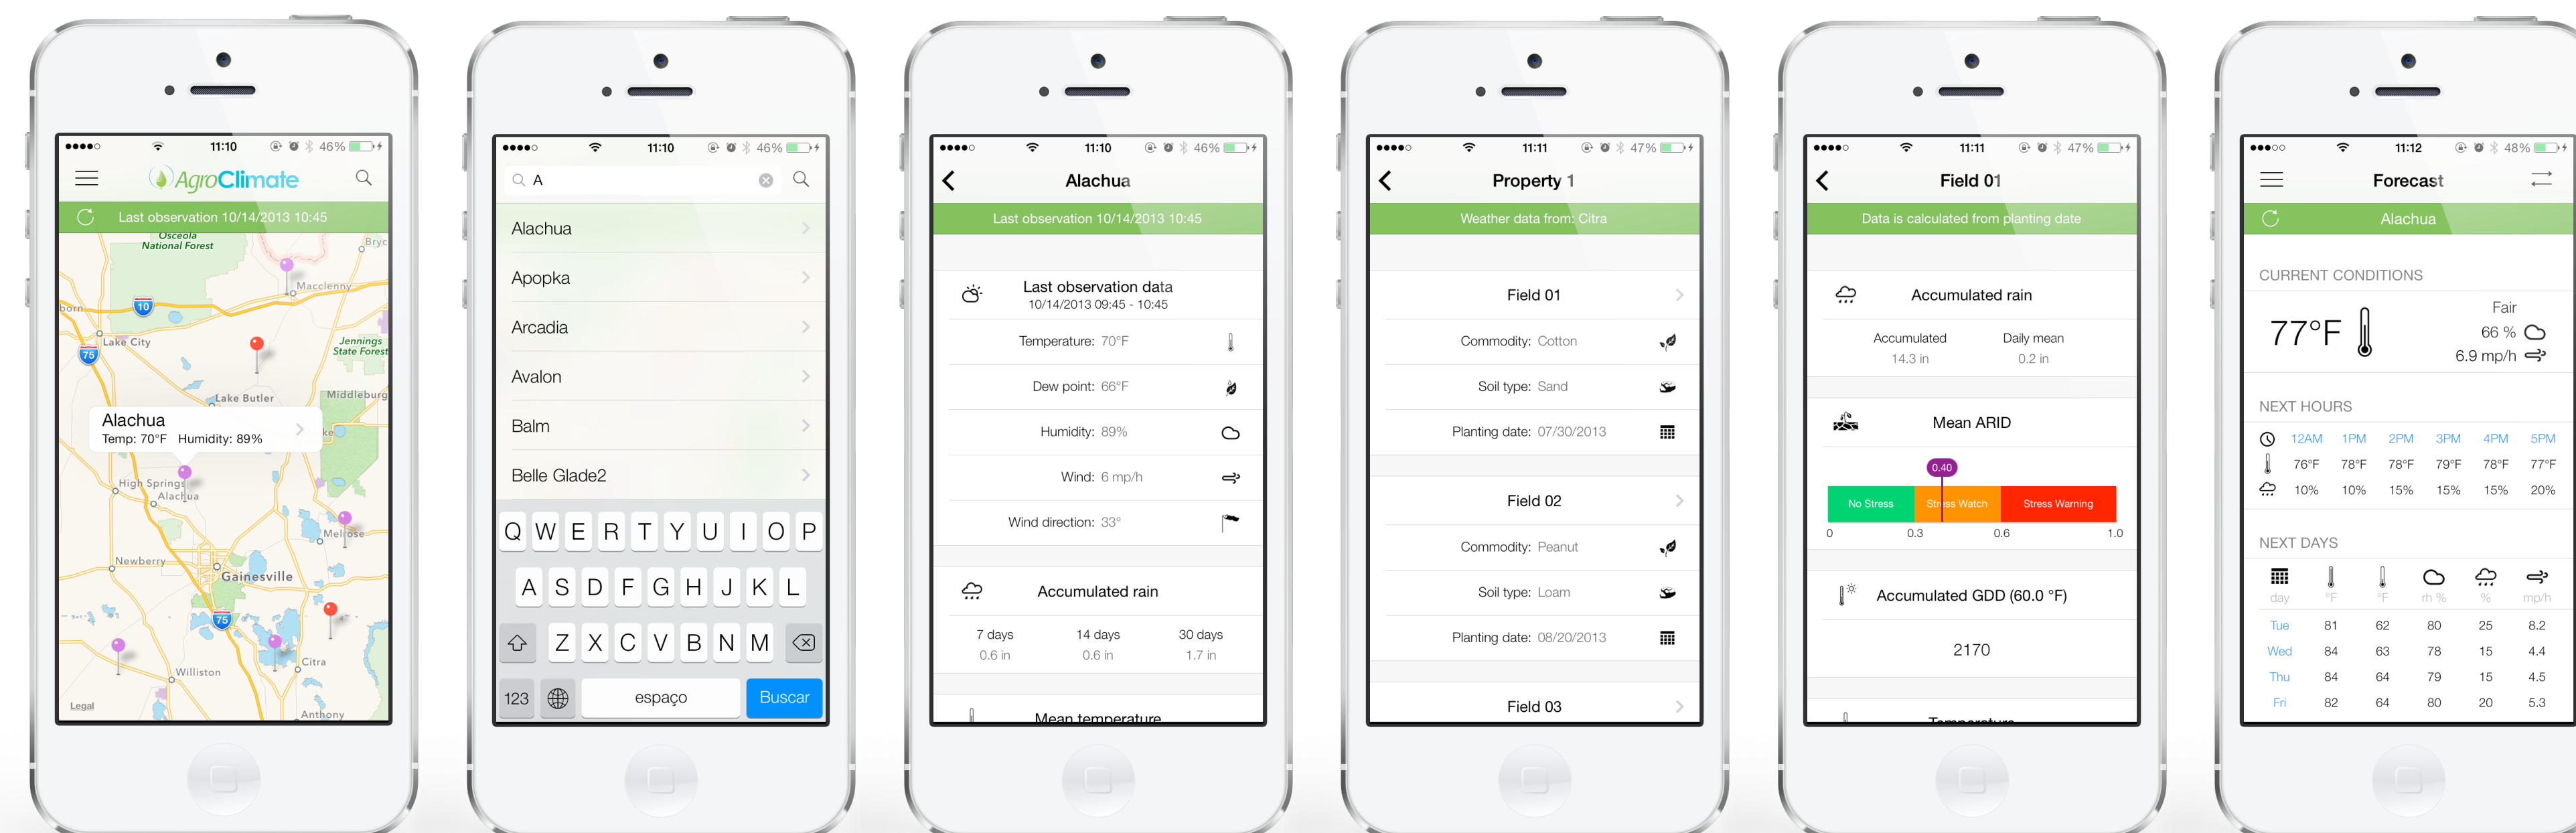 11:10 46%
AgroClimate
Last observation 10/14/2013 10:45
Osceola
National Forest
Bryc
Macclenny
10
born
Lake City
75
Jennings
State Forest
Lake Butler
Middleburg
Alachua
Temp: 70°F Humidity: 89%
ke
High Springs
Alachua
Melrose
Newberry
Gainesville
75
Citra
Williston
Legal
Anthony
11:10 46%
A
Alachua
Apopka
Arcadia
Avalon
Balm
Belle Glade2
Q W E R T Y U I O P
A S D F G H J K L
Z X C V B N M
123 espaço Buscar
11:10 46%
Alachua
Last observation 10/14/2013 10:45
Last observation data
10/14/2013 09:45 - 10:45
Temperature: 70°F
Dew point: 66°F
Humidity: 89%
Wind: 6 mp/h
Wind direction: 33°
Accumulated rain
7 days 14 days 30 days
0.6 in 0.6 in 1.7 in
Mean temperature
11:11 47%
Property 1
Weather data from: Citra
Field 01
Commodity: Cotton
Soil type: Sand
Planting date: 07/30/2013
Field 02
Commodity: Peanut
Soil type: Loam
Planting date: 08/20/2013
Field 03
11:11 47%
Field 01
Data is calculated from planting date
Accumulated rain
Accumulated Daily mean
14.3 in 0.2 in
Mean ARID
0.40
No Stress Stress Watch Stress Warning
0 0.3 0.6 1.0
Accumulated GDD (60.0 °F)
2170
Temperature
11:12 48%
Forecast
Alachua
CURRENT CONDITIONS
Fair
77°F 66 %
6.9 mp/h
NEXT HOURS
12AM 1PM 2PM 3PM 4PM 5PM
76°F 78°F 78°F 79°F 78°F 77°F
10% 10% 15% 15% 15% 20%
NEXT DAYS
day °F °F rh % % mp/h
Tue 81 62 80 25 8.2
Wed 84 63 78 15 4.4
Thu 84 64 79 15 4.5
Fri 82 64 80 20 5.3